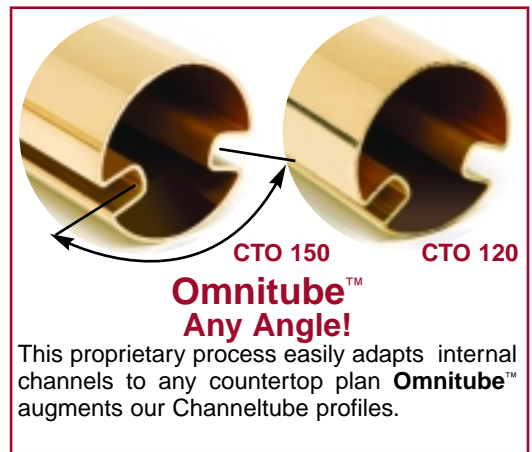 CTO 150
CTO 120
Omnitube™
Any Angle!
This proprietary process easily adapts internal
channels to any countertop plan Omnitube™
augments our Channeltube profiles.